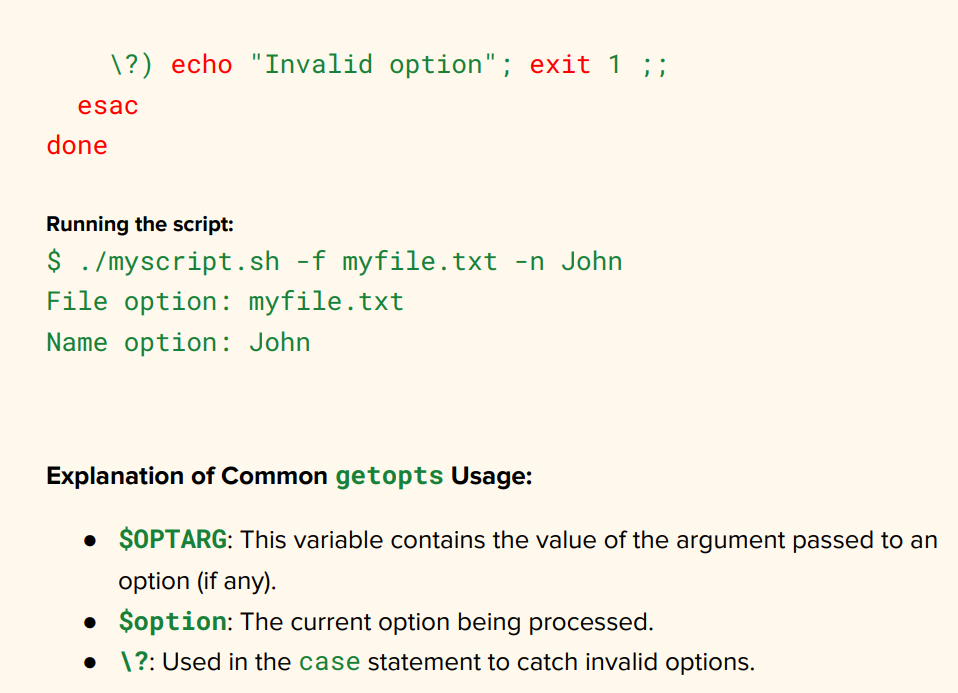 \?) echo "Invalid option"; exit 1 ;;
esac
done
Running the script:
$ ./myscript.sh -f myfile.txt -n John
File option: myfile.txt
Name option: John
Explanation of Common getopts Usage:
● $OPTARG: This variable contains the value of the argument passed to an
option (if any).
● $option: The current option being processed.
● \?: Used in the case statement to catch invalid options.